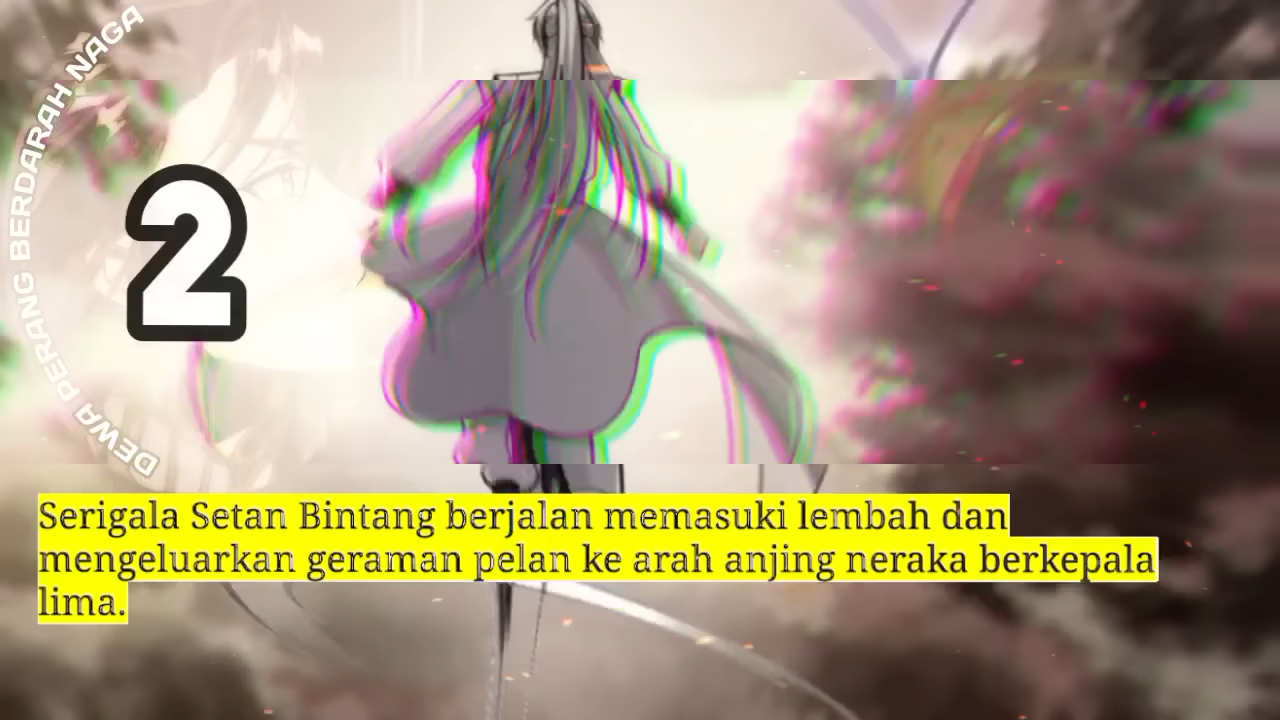 DEWA PERANG BERDARAH NAGA
2
Serigala Setan Bintang berjalan memasuki lembah dan
mengeluarkan geraman pelan ke arah anjing neraka berkepala
lima.